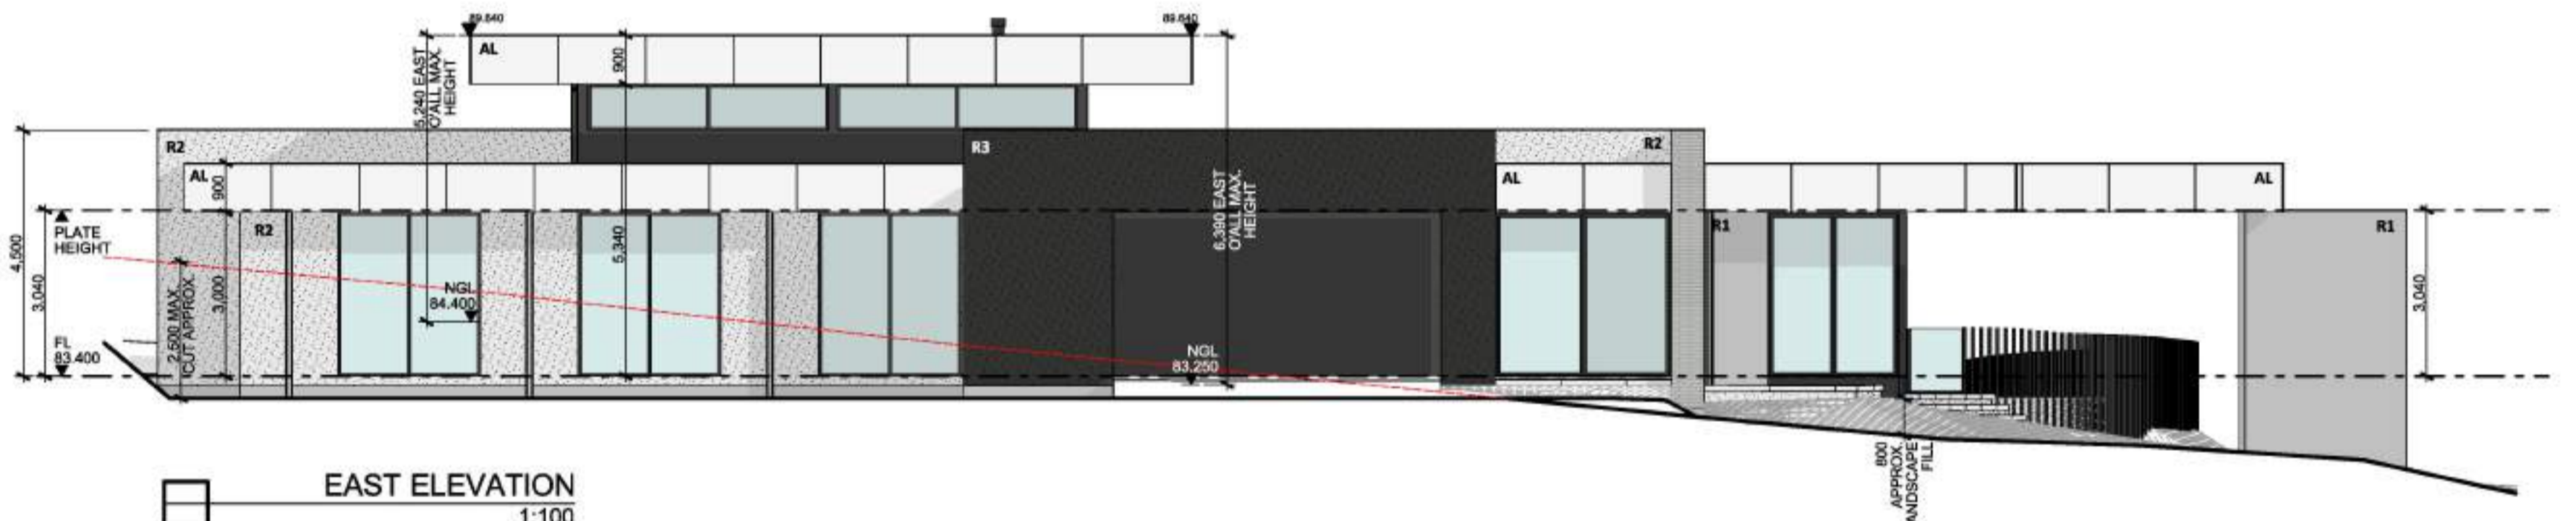 89.640
89.640
AL
900
5,240 EAST
O'ALL MAX.
HEIGHT
R2
R3
R2
AL
900
AL
AL
6,390 EAST
O'ALL MAX.
HEIGHT
PLATE
HEIGHT
R2
R1
R1
4,500
3,040
3,000
5,340
3,040
2,500 MAX.
CUT APPROX.
NGL
84.400
FL
83.400
NGL
83.250
800
APPROX.
LANDSCAPE
FILL
EAST ELEVATION
1:100